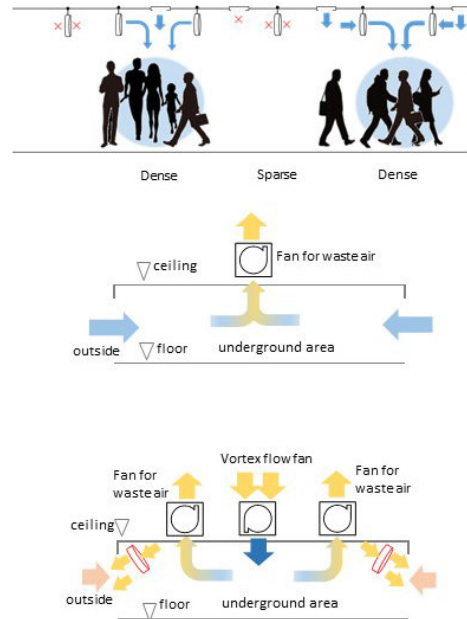 Dense
Sparse
Dense
Fan for waste air
ceiling
outside
floor
underground area
Fan for
waste air
Vortex flow fan
Fan for
waste air
ceiling
outside
floor
underground area